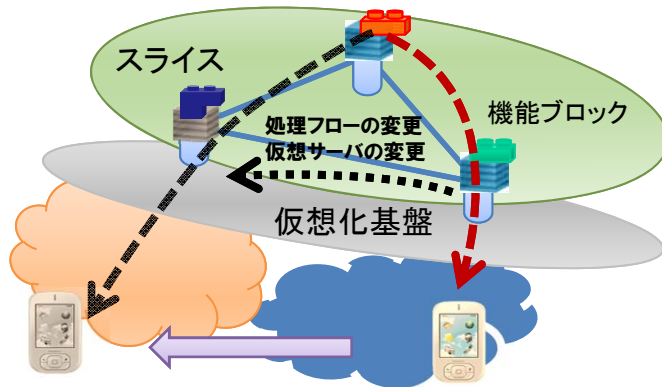 スライス
機能ブロック
処理フローの変更
仮想サーバの変更
仮想化基盤